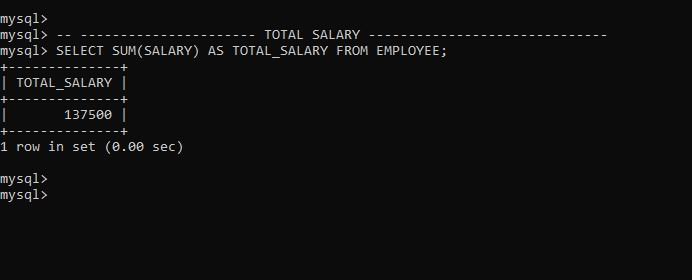 mysql>
mysql> -- ---------------------- TOTAL SALARY ------------------------------
mysql> SELECT SUM(SALARY) AS TOTAL_SALARY FROM EMPLOYEE;
+--------------+
| TOTAL_SALARY |
+--------------+
|       137500 |
+--------------+
1 row in set (0.00 sec)

mysql>
mysql>